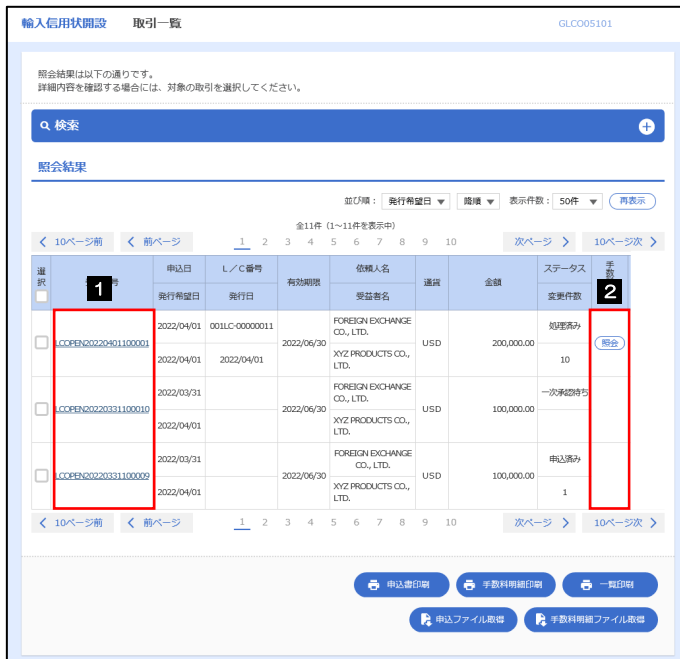 輸入信用状開設 取引一覧 GLCO05101
照会結果は以下の通りです。
詳細内容を確認する場合には、対象の取引を選択してください。
検索
照会結果
並び順： 発行希望日 ▼ 降順 ▼ 表示件数： 50件 ▼ 再表示
全11件（1～11件を表示中）
10ページ前 前ページ 1 2 3 4 5 6 7 8 9 10 次ページ 10ページ次
選択 1 号 申込日 L／C番号 有効期限 依頼人名 通貨 金額 ステータス 手数 2
発行希望日 発行日 受益者名 変更件数
LCOPEN20220401100001 2022/04/01 001LC-00000011 2022/06/30 FOREIGN EXCHANGE CO., LTD. USD 200,000.00 処理済み 照会
2022/04/01 2022/04/01 XYZ PRODUCTS CO., LTD. 10
LCOPEN20220331100010 2022/03/31 2022/06/30 FOREIGN EXCHANGE CO., LTD. USD 100,000.00 一次承認待ち
2022/04/01 XYZ PRODUCTS CO., LTD.
LCOPEN20220331100009 2022/03/31 2022/06/30 FOREIGN EXCHANGE CO., LTD. USD 100,000.00 申込済み
2022/04/01 XYZ PRODUCTS CO., LTD. 1
10ページ前 前ページ 1 2 3 4 5 6 7 8 9 10 次ページ 10ページ次
申込書印刷 手数料明細印刷 一覧印刷
申込ファイル取得 手数料明細ファイル取得